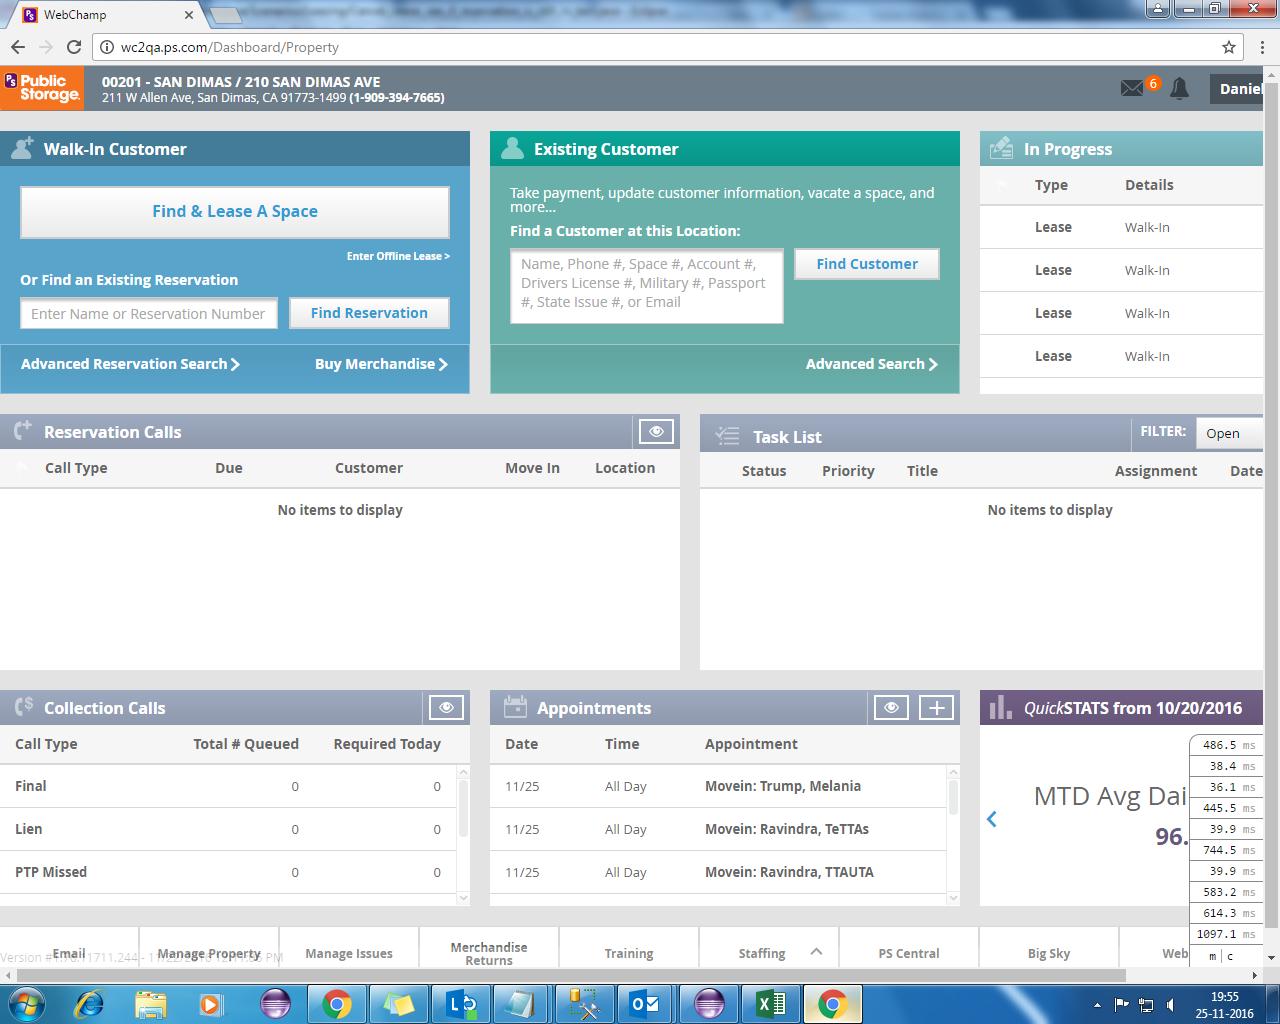 WebChamp
wc2qa.ps.com/Dashboard/Property
PS Public Storage.
00201 - SAN DIMAS / 210 SAN DIMAS AVE
211 W Allen Ave, San Dimas, CA 91773-1499 (1-909-394-7665)
6
Daniel
Walk-In Customer
Find & Lease A Space
Enter Offline Lease >
Or Find an Existing Reservation
Enter Name or Reservation Number
Find Reservation
Advanced Reservation Search
Buy Merchandise
Existing Customer
Take payment, update customer information, vacate a space, and
more...
Find a Customer at this Location:
Name, Phone #, Space #, Account #,
Drivers License #, Military #, Passport
#, State Issue #, or Email
Find Customer
Advanced Search
In Progress
Type Details
Lease Walk-In
Lease Walk-In
Lease Walk-In
Lease Walk-In
Reservation Calls
Call Type Due Customer Move In Location
No items to display
Task List
FILTER: Open
Status Priority Title Assignment Date
No items to display
Collection Calls
Call Type Total # Queued Required Today
Final 0 0
Lien 0 0
PTP Missed 0 0
Appointments
Date Time Appointment
11/25 All Day Movein: Trump, Melania
11/25 All Day Movein: Ravindra, TeTTAs
11/25 All Day Movein: Ravindra, TTAUTA
QuickSTATS from 10/20/2016
MTD Avg Dai
96.
486.5 ms
38.4 ms
36.1 ms
445.5 ms
39.9 ms
744.5 ms
39.9 ms
583.2 ms
614.3 ms
1097.1 ms
m | c
Email
Manage Property
Manage Issues
Merchandise
Returns
Training
Staffing
PS Central
Big Sky
Web
19:55
25-11-2016